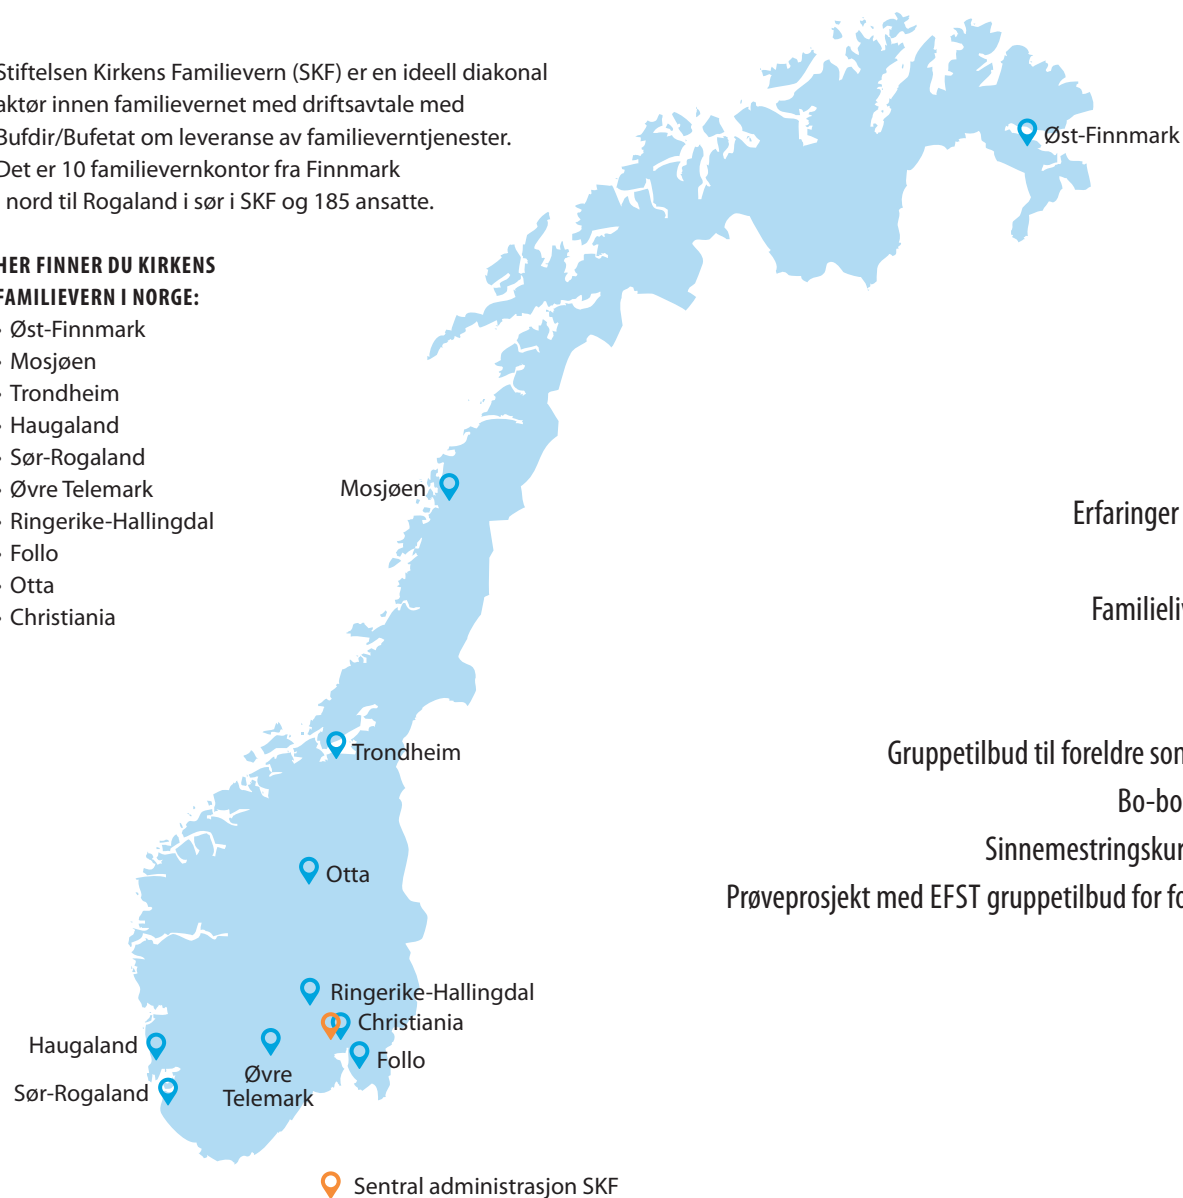 Stiftelsen Kirkens Familievern (SKF) er en ideell diakonal
aktør innen familievernet med driftsavtale med
Bufdir/Bufetat om leveranse av familieverntjenester.
Det er 10 familievernkontor fra Finnmark
nord til Rogaland i sør i SKF og 185 ansatte.
HER FINNER DU KIRKENS
FAMILIEVERN I NORGE:
• Øst-Finnmark
• Mosjøen
• Trondheim
• Haugaland
• Sør-Rogaland
• Øvre Telemark
• Ringerike-Hallingdal
• Follo
• Otta
• Christiania
Øst-Finnmark
Mosjøen
Trondheim
Otta
Ringerike-Hallingdal
Christiania
Follo
Haugaland
Øvre
Telemark
Sør-Rogaland
Sentral administrasjon SKF
Erfaringer
Familieliv
Gruppetilbud til foreldre som
Bo-bo
Sinnemestringskur
Prøveprosjekt med EFST gruppetilbud for fo